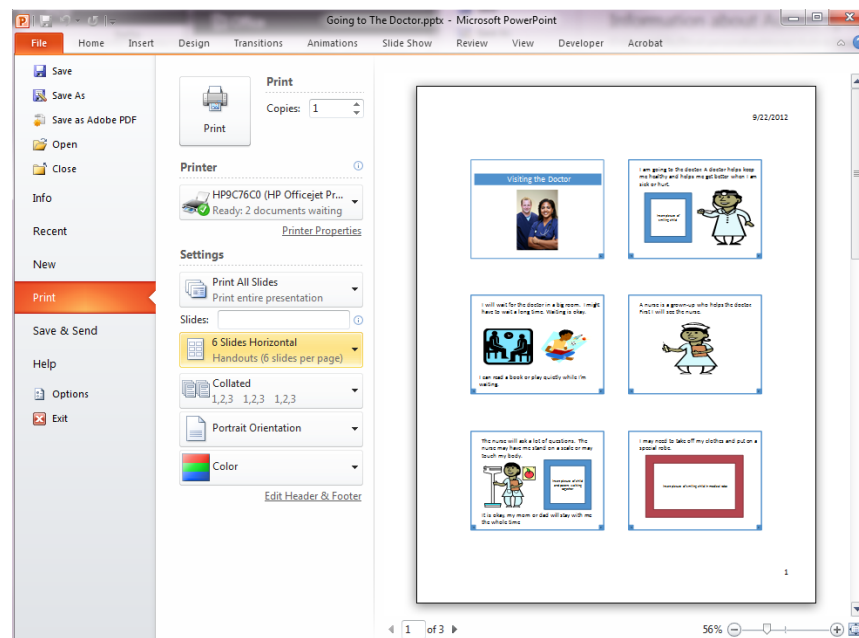 Going to The Doctor.pptx - Microsoft PowerPoint
File Home Insert Design Transitions Animations Slide Show Review View Developer Acrobat
Save
Save As
Save as Adobe PDF
Open
Close
Info
Recent
New
Print
Save & Send
Help
Options
Exit
Print
Print
Copies: 1
Printer
HP9C76C0 (HP Officejet Pr...
Ready: 2 documents waiting
Printer Properties
Settings
Print All Slides
Print entire presentation
Slides:
6 Slides Horizontal
Handouts (6 slides per page)
Collated
1,2,3 1,2,3 1,2,3
Portrait Orientation
Color
Edit Header & Footer
9/22/2012
Visiting the Doctor
I am going to the doctor. A doctor helps keep
me healthy and helps me get better when I am
sick or hurt.
I will wait for the doctor in a big room. I might
have to wait a long time. Waiting is okay.
I can read a book or play quietly while I'm
waiting.
A nurse is a grown-up who helps the doctor.
First I will see the nurse.
The nurse will ask a lot of questions. The
nurse may have me stand on a scale or may
touch my body.
It is okay, my mom or dad will stay with me
the whole time
I may need to take off my clothes and put on a
special robe.
1
1 of 3
56%